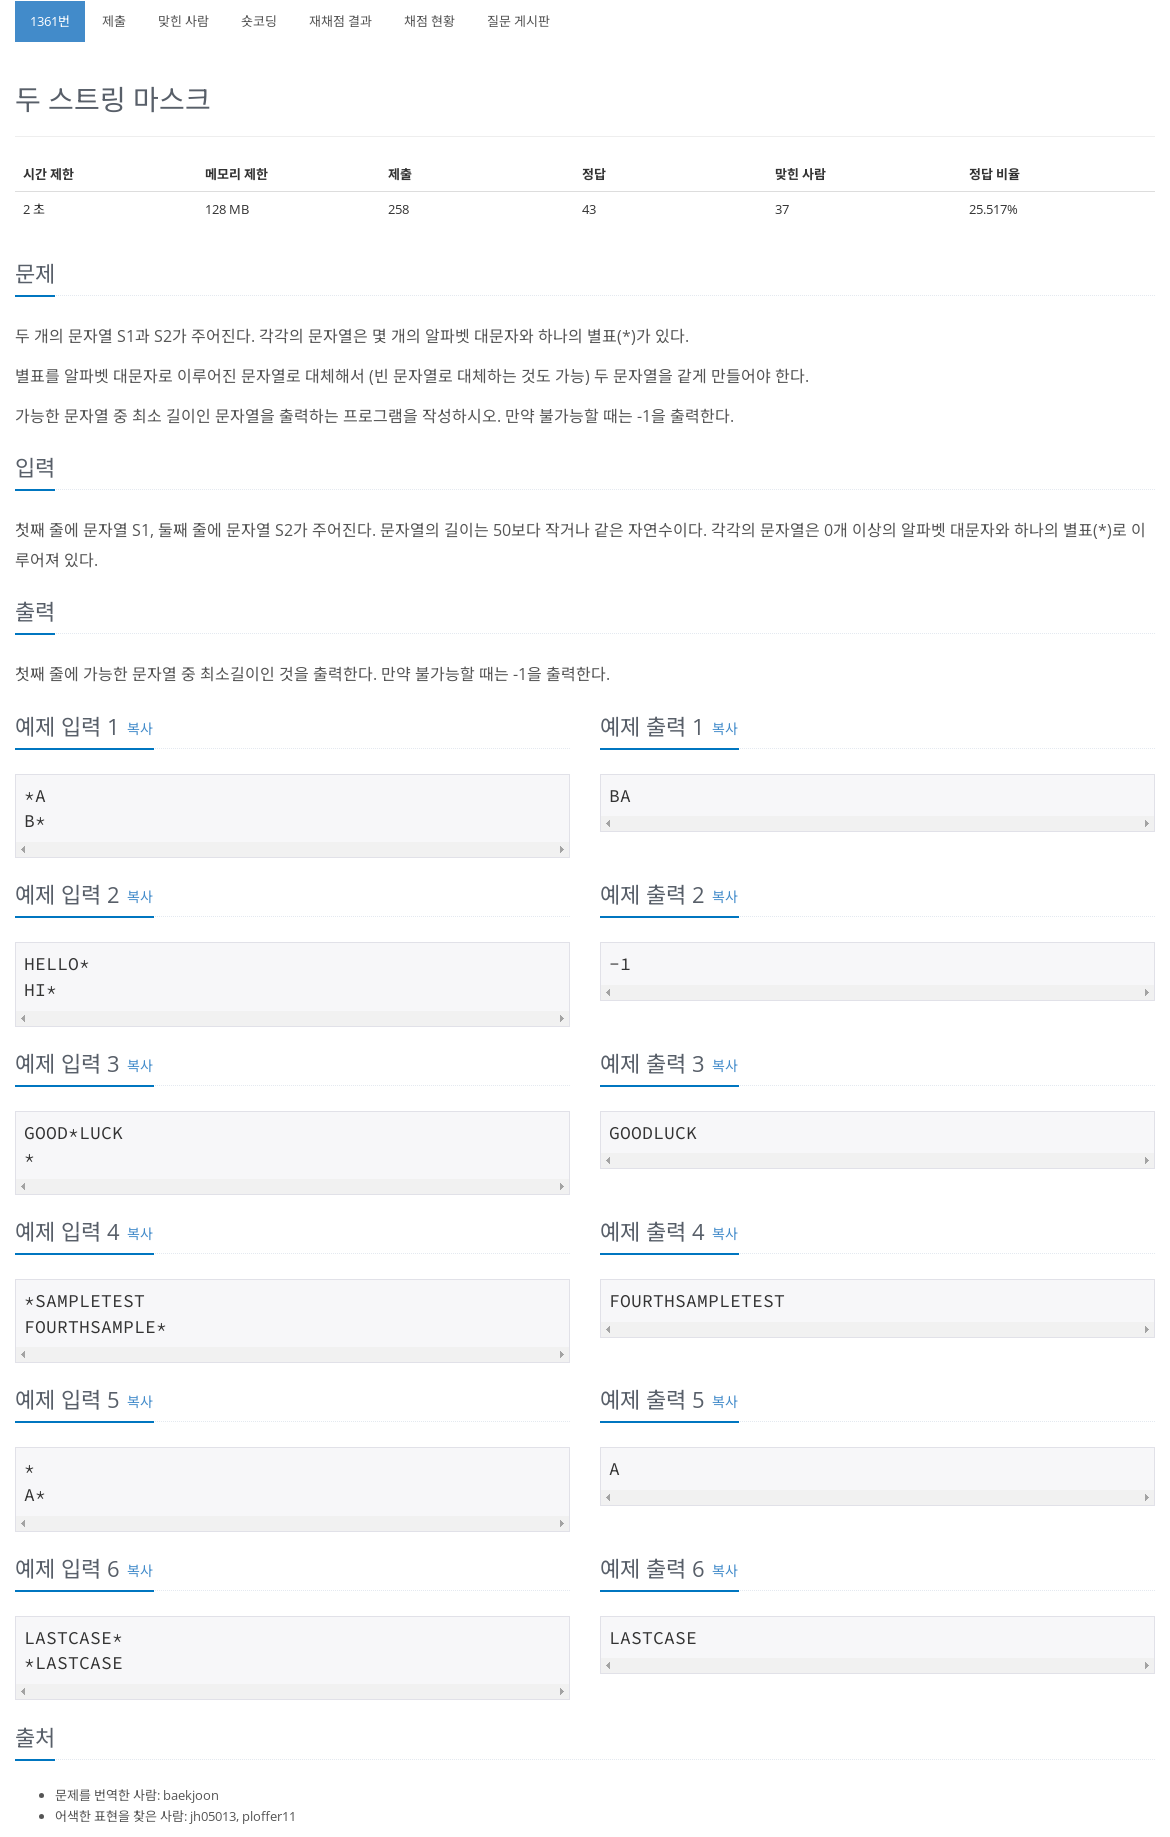 1361번 제출 맞힌 사람 숏코딩 재채점 결과 채점 현황 질문 게시판
두 스트링 마스크
시간 제한 메모리 제한 제출 정답 맞힌 사람 정답 비율
2 초 128 MB 258 43 37 25.517%
문제
두 개의 문자열 S1과 S2가 주어진다. 각각의 문자열은 몇 개의 알파벳 대문자와 하나의 별표(*)가 있다.
별표를 알파벳 대문자로 이루어진 문자열로 대체해서 (빈 문자열로 대체하는 것도 가능) 두 문자열을 같게 만들어야 한다.
가능한 문자열 중 최소 길이인 문자열을 출력하는 프로그램을 작성하시오. 만약 불가능할 때는 -1을 출력한다.
입력
첫째 줄에 문자열 S1, 둘째 줄에 문자열 S2가 주어진다. 문자열의 길이는 50보다 작거나 같은 자연수이다. 각각의 문자열은 0개 이상의 알파벳 대문자와 하나의 별표(*)로 이
루어져 있다.
출력
첫째 줄에 가능한 문자열 중 최소길이인 것을 출력한다. 만약 불가능할 때는 -1을 출력한다.
예제 입력 1 복사
*A
B*
예제 출력 1 복사
BA
예제 입력 2 복사
HELLO*
HI*
예제 출력 2 복사
-1
예제 입력 3 복사
GOOD*LUCK
*
예제 출력 3 복사
GOODLUCK
예제 입력 4 복사
*SAMPLETEST
FOURTHSAMPLE*
예제 출력 4 복사
FOURTHSAMPLETEST
예제 입력 5 복사
*
A*
예제 출력 5 복사
A
예제 입력 6 복사
LASTCASE*
*LASTCASE
예제 출력 6 복사
LASTCASE
출처
문제를 번역한 사람: baekjoon
어색한 표현을 찾은 사람: jh05013, ploffer11